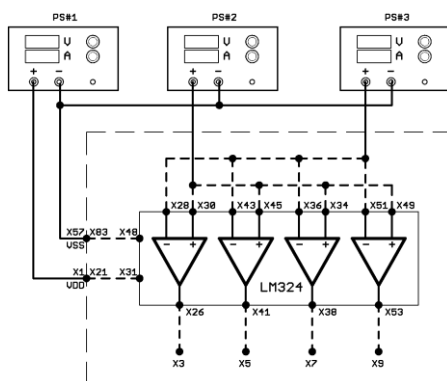 PS#1 PS#2 PS#3
V V V
A A A
+ − + − + −
X28 X30 X43 X45 X36 X34 X51 X49
X57 X83 X48
VSS
− + − + − + − +
X1 X21 X31
VDD
LM324
X26 X41 X38 X53
X3 X5 X7 X9